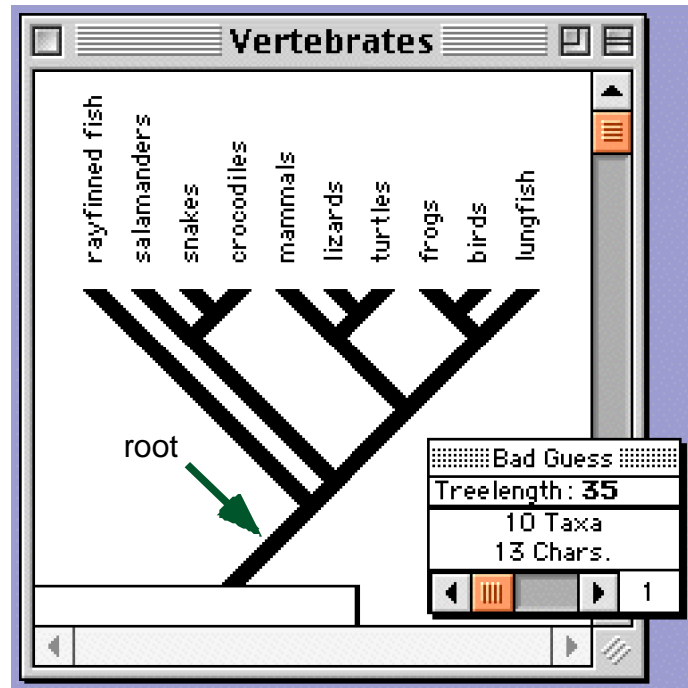 Vertebrates
rayfinned fish
salamanders
snakes
crocodiles
mammals
lizards
turtles
frogs
birds
lungfish
root
Bad Guess
Treelength: 35
10 Taxa
13 Chars.
1